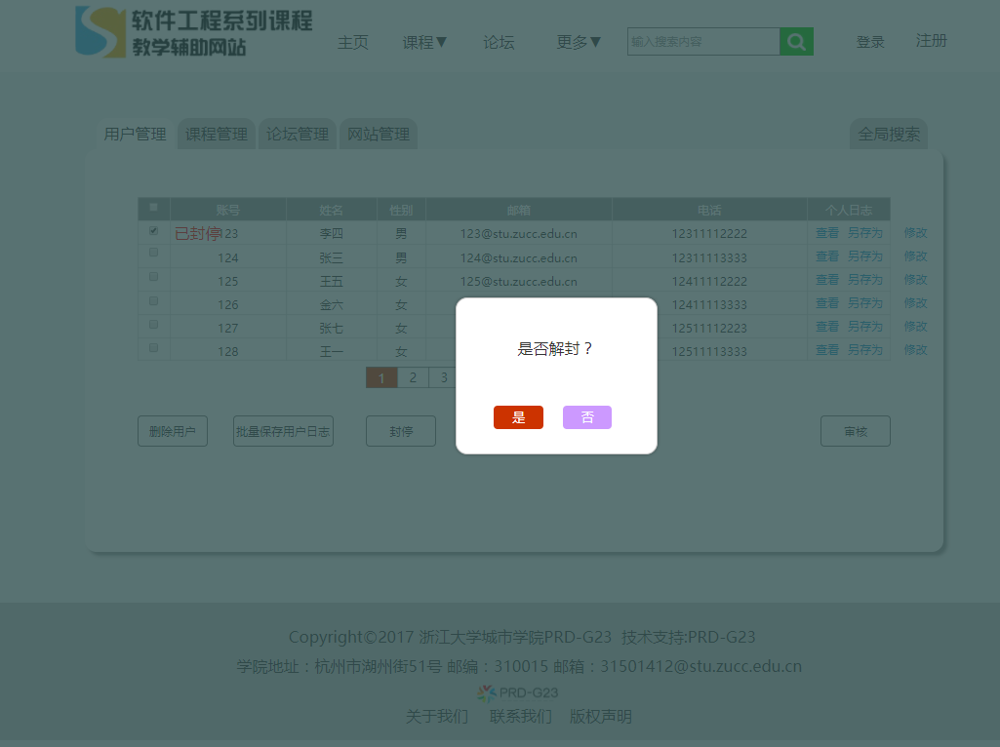 软件工程系列课程
教学辅助网站
主页 课程▼ 论坛 更多▼ 输入搜索内容 登录 注册
用户管理 课程管理 论坛管理 网站管理 全局搜索
账号 姓名 性别 邮箱 电话 个人日志
已封停 23 李四 男 123@stu.zucc.edu.cn 12311112222 查看 另存为 修改
124 张三 男 124@stu.zucc.edu.cn 12311113333 查看 另存为 修改
125 王五 女 125@stu.zucc.edu.cn 12411112222 查看 另存为 修改
126 金六 女 12411113333 查看 另存为 修改
127 张七 女 12511112223 查看 另存为 修改
128 王一 女 12511113333 查看 另存为 修改
1 2 3
是否解封？
是 否
删除用户 批量保存用户日志 封停 审核
Copyright©2017 浙江大学城市学院PRD-G23 技术支持:PRD-G23
学院地址：杭州市湖州街51号 邮编：310015 邮箱：31501412@stu.zucc.edu.cn
PRD-G23
关于我们 联系我们 版权声明